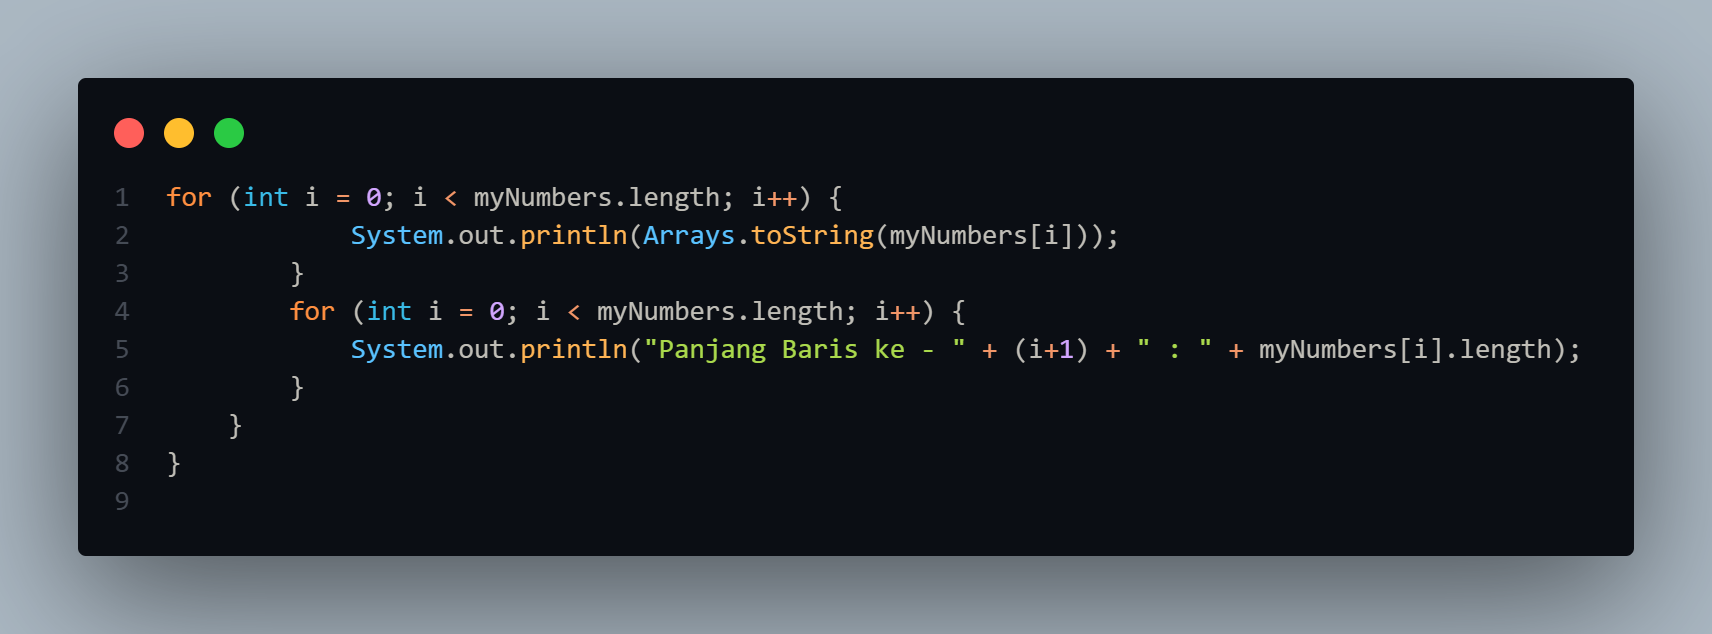 1 for (int i = 0; i < myNumbers.length; i++) {
2             System.out.println(Arrays.toString(myNumbers[i]));
3         }
4         for (int i = 0; i < myNumbers.length; i++) {
5             System.out.println("Panjang Baris ke - " + (i+1) + " : " + myNumbers[i].length);
6         }
7     }
8 }
9